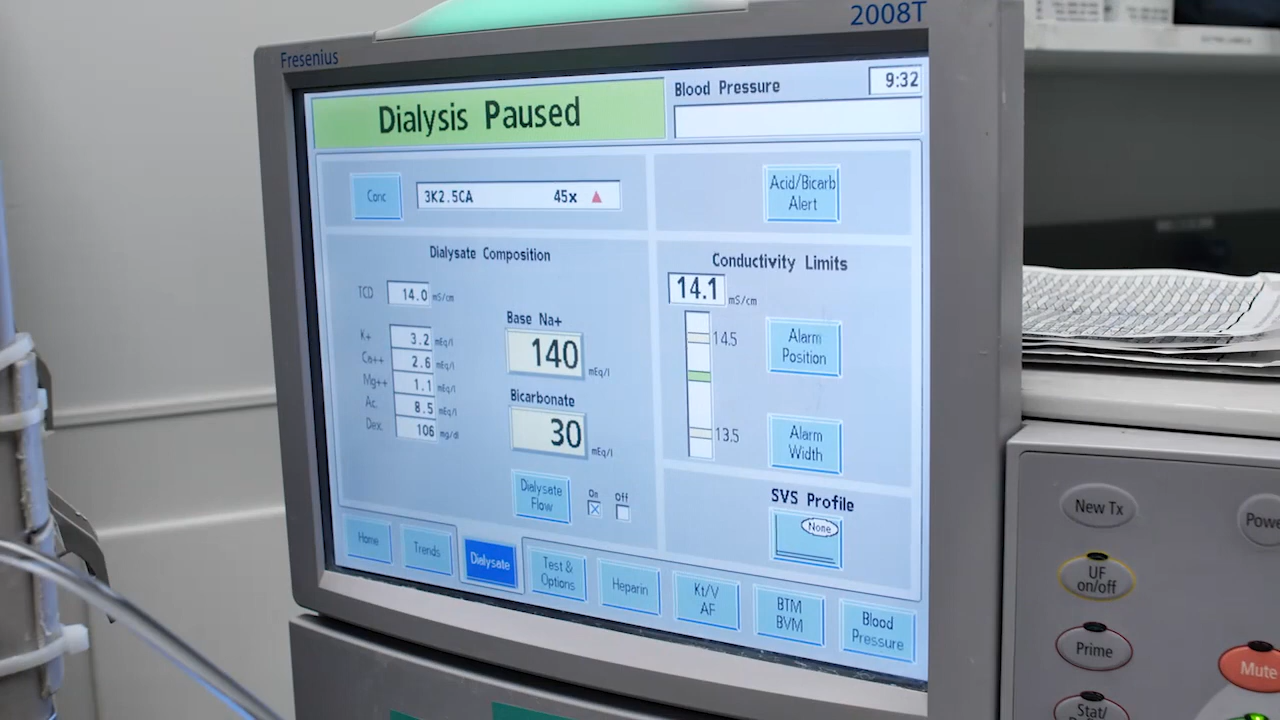 Fresenius
2008T
Dialysis Paused
Blood Pressure
9:32
Conc
3K2.5CA 45x
Acid/Bicarb
Alert
Dialysate Composition
TCD 14.0 mS/cm
K+ 3.2 mEq/l
Ca++ 2.6 mEq/l
Mg++ 1.1 mEq/l
Ac. 8.5 mEq/l
Dex. 106 mg/dl
Base Na+
140 mEq/l
Bicarbonate
30 mEq/l
Dialysate
Flow
On Off
Conductivity Limits
14.1 mS/cm
14.5
13.5
Alarm
Position
Alarm
Width
SVS Profile
None
Home
Trends
Dialysate
Test &
Options
Heparin
Kt/V
AF
BTM
BVM
Blood
Pressure
New Tx
Powe
UF
on/off
Prime
Mute
Stat/